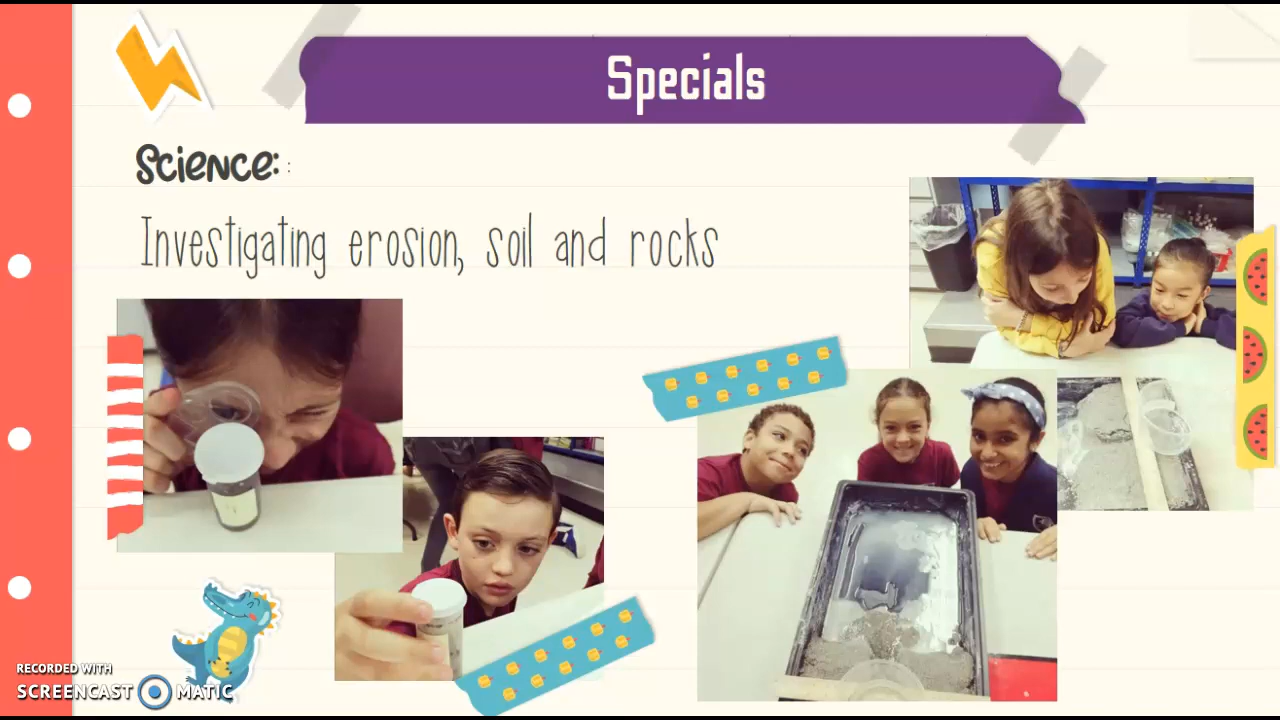 Specials
Science: :
Investigating erosion, soil and rocks
RECORDED WITH
SCREENCAST MATIC